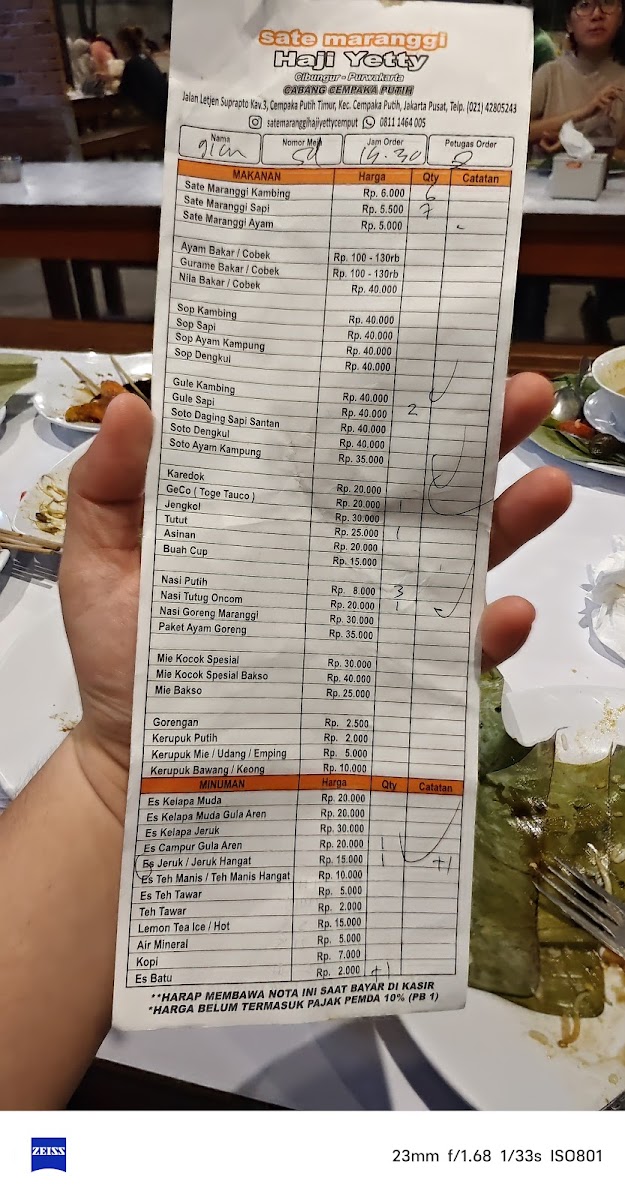 sate maranggi
Haji Yetty
Cibungur - Purwakarta
CABANG CEMPAKA PUTIH
Jalan Letjen Suprapto Kav.3, Cempaka Putih Timur, Kec. Cempaka Putih, Jakarta Pusat, Telp. (021) 42805243
satemaranggihajiyettycemput 0811 1464 005
Nama Nomor Meja Jam Order Petugas Order
14.30
MAKANAN Harga Qty Catatan
Sate Maranggi Kambing Rp. 6.000 6
Sate Maranggi Sapi Rp. 5.500 7
Sate Maranggi Ayam Rp. 5.000
Ayam Bakar / Cobek Rp. 100 - 130rb
Gurame Bakar / Cobek Rp. 100 - 130rb
Nila Bakar / Cobek Rp. 40.000
Sop Kambing Rp. 40.000
Sop Sapi Rp. 40.000
Sop Ayam Kampung Rp. 40.000
Sop Dengkul Rp. 40.000
Gule Kambing Rp. 40.000
Gule Sapi Rp. 40.000 2
Soto Daging Sapi Santan Rp. 40.000
Soto Dengkul Rp. 40.000
Soto Ayam Kampung Rp. 35.000
Karedok Rp. 20.000
GeCo ( Toge Tauco ) Rp. 20.000 1
Jengkol Rp. 30.000
Tutut Rp. 25.000 1
Asinan Rp. 20.000
Buah Cup Rp. 15.000
Nasi Putih Rp. 8.000 3
Nasi Tutug Oncom Rp. 20.000 1
Nasi Goreng Maranggi Rp. 30.000
Paket Ayam Goreng Rp. 35.000
Mie Kocok Spesial Rp. 30.000
Mie Kocok Spesial Bakso Rp. 40.000
Mie Bakso Rp. 25.000
Gorengan Rp. 2.500
Kerupuk Putih Rp. 2.000
Kerupuk Mie / Udang / Emping Rp. 5.000
Kerupuk Bawang / Keong Rp. 10.000
MINUMAN Harga Qty Catatan
Es Kelapa Muda Rp. 20.000
Es Kelapa Muda Gula Aren Rp. 20.000
Es Kelapa Jeruk Rp. 30.000
Es Campur Gula Aren Rp. 20.000 1
Es Jeruk / Jeruk Hangat Rp. 15.000 1 +1
Es Teh Manis / Teh Manis Hangat Rp. 10.000
Es Teh Tawar Rp. 5.000
Teh Tawar Rp. 2.000
Lemon Tea Ice / Hot Rp. 15.000
Air Mineral Rp. 5.000
Kopi Rp. 7.000
Es Batu Rp. 2.000 +1
**HARAP MEMBAWA NOTA INI SAAT BAYAR DI KASIR
*HARGA BELUM TERMASUK PAJAK PEMDA 10% (PB 1)
ZEISS 23mm f/1.68 1/33s ISO801